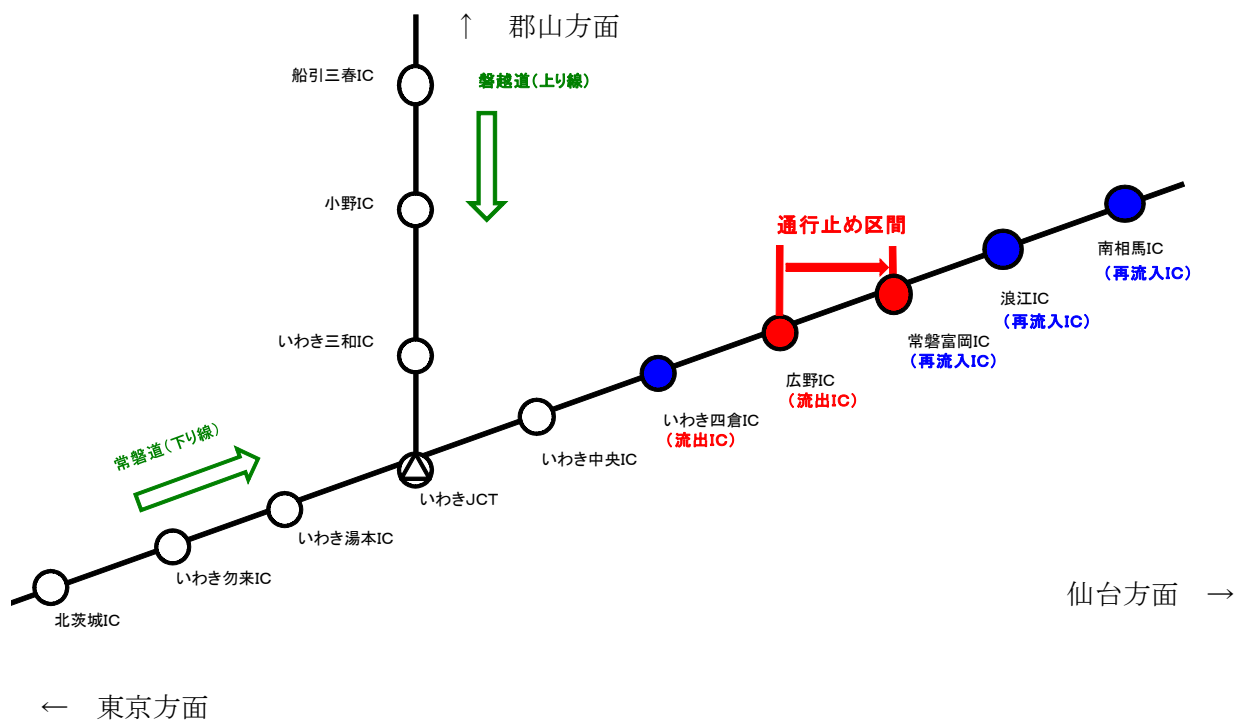 ↑ 郡山方面
船引三春IC
磐越道(上り線)
小野IC
通行止め区間
南相馬IC
(再流入IC)
浪江IC
(再流入IC)
いわき三和IC
常磐富岡IC
(再流入IC)
広野IC
(流出IC)
いわき四倉IC
(流出IC)
常磐道(下り線)
いわき中央IC
いわきJCT
いわき湯本IC
いわき勿来IC
北茨城IC
仙台方面 →
← 東京方面